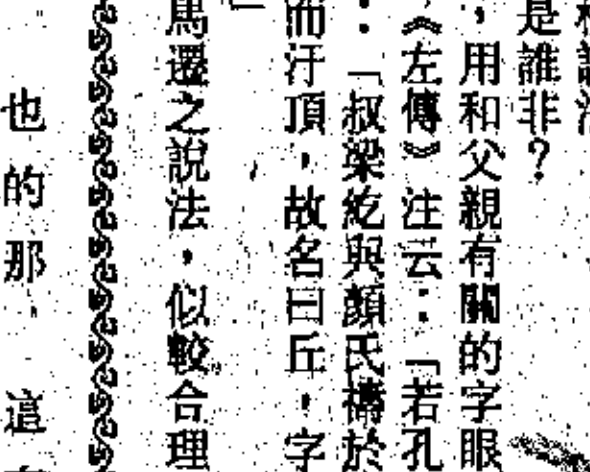 是誰非？
，用和父親有關的字眼
《左傳》注云：「若孔
：「叔梁紇與顏氏禱於
而汙頂，故名曰丘，字
」
馬遷之說法，似較合理
也的那 這